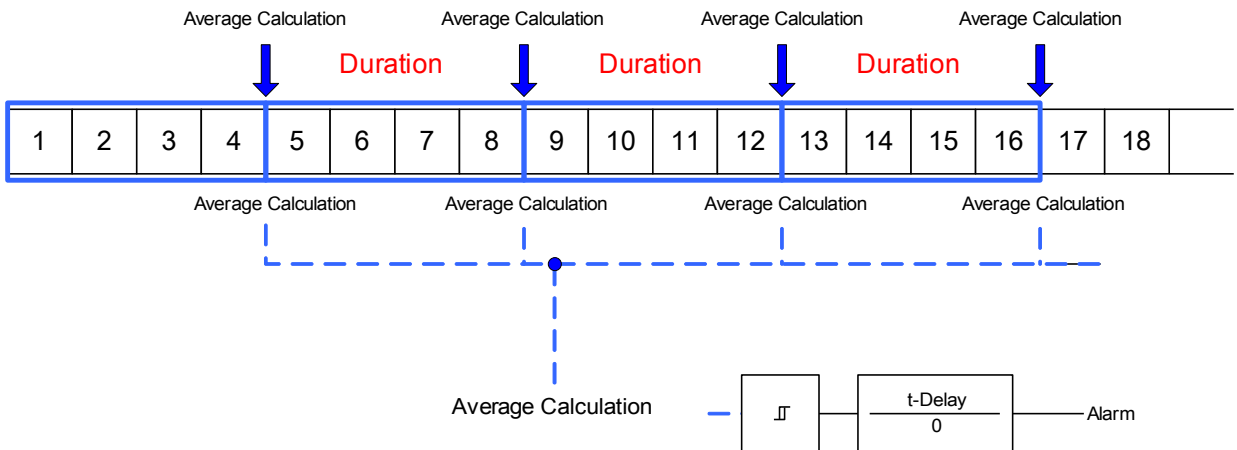 Average Calculation Average Calculation Average Calculation Average Calculation
Duration Duration Duration
1 2 3 4 5 6 7 8 9 10 11 12 13 14 15 16 17 18
Average Calculation Average Calculation Average Calculation Average Calculation
Average Calculation
t-Delay
0
Alarm